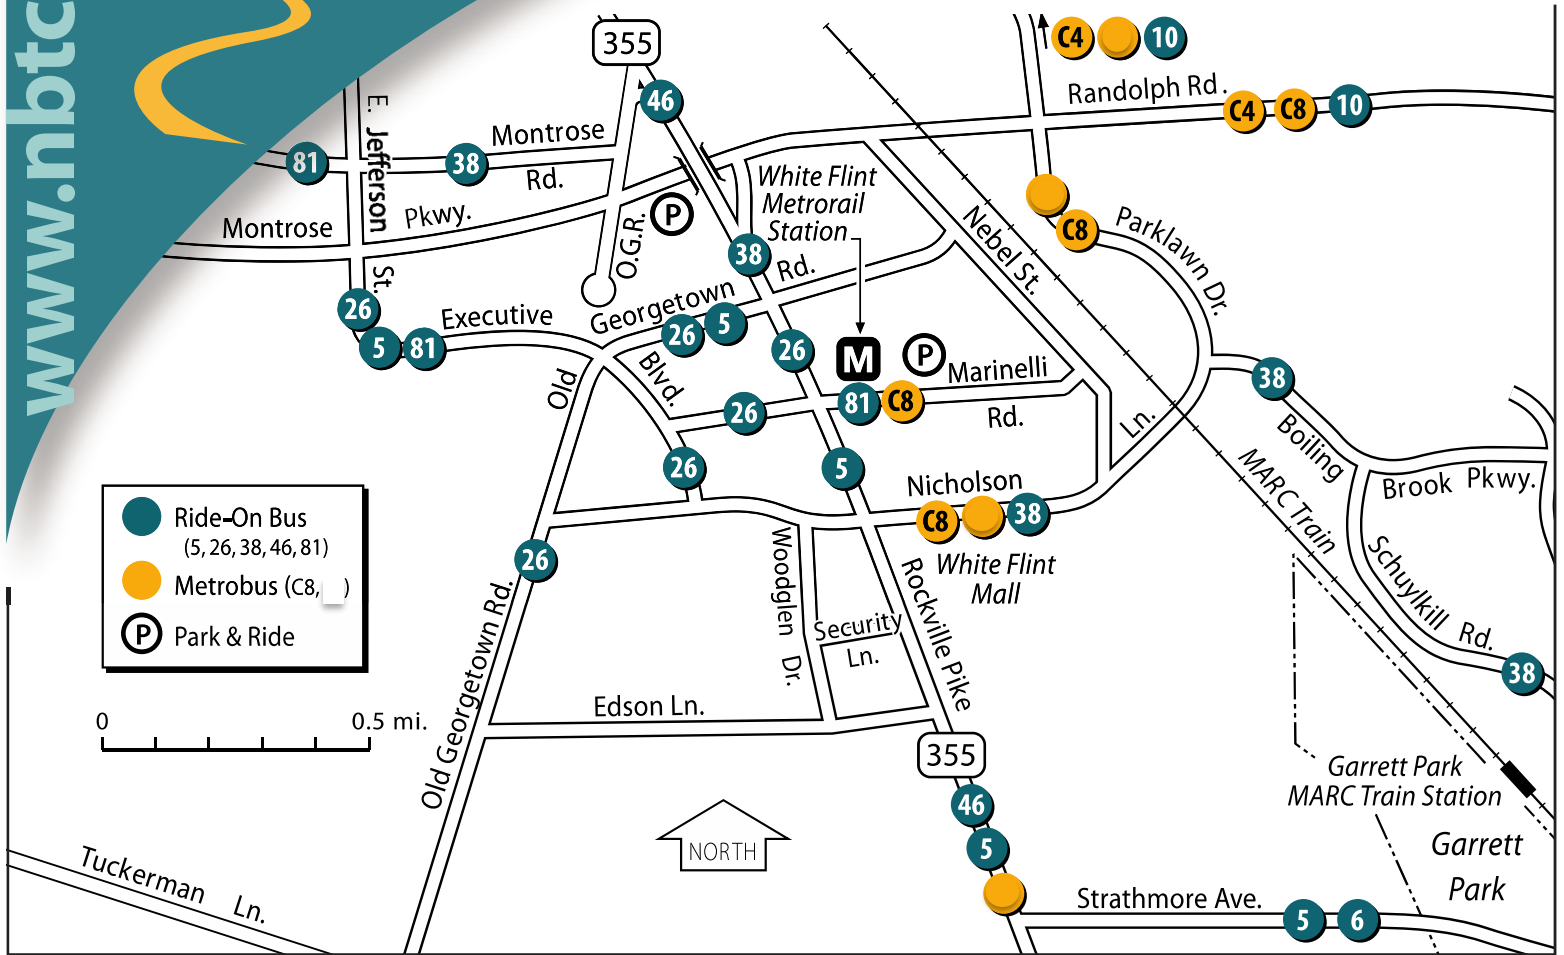 www.nbtc
355
C4
10
Randolph Rd.
C4
C8
10
46
E. Jefferson St.
Montrose Rd.
81
38
Montrose Pkwy.
P
O.G.R.
White Flint
Metrorail
Station
38
Nebel St.
C8
Parklawn Dr.
26
5
81
Executive Blvd.
Old Georgetown Rd.
26
5
26
M
P
Marinelli Rd.
26
81
C8
38
Boiling Brook Pkwy.
26
5
Nicholson Ln.
C8
38
White Flint
Mall
MARC Train
Schuylkill Rd.
38
Ride-On Bus
(5, 26, 38, 46, 81)
Metrobus (C8, )
P
Park & Ride
0
0.5 mi.
26
Old Georgetown Rd.
Woodglen Dr.
Security
Ln.
Rockville Pike
Edson Ln.
355
46
5
NORTH
Garrett Park
MARC Train Station
Garrett
Park
Tuckerman Ln.
Strathmore Ave.
5
6